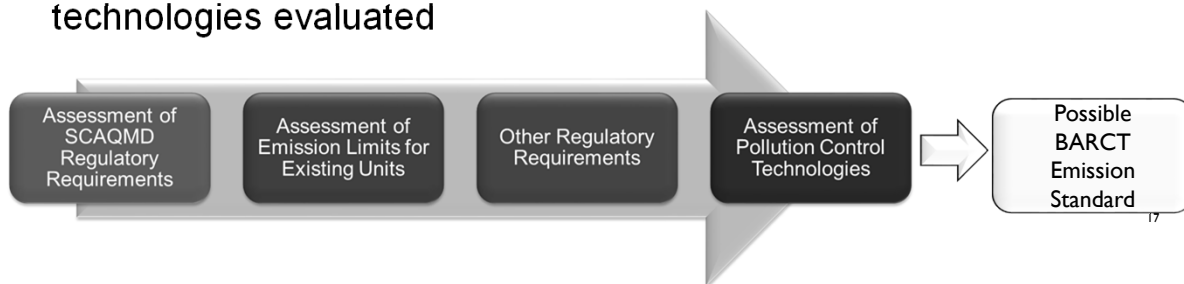 technologies evaluated
Assessment of
SCAQMD
Regulatory
Requirements
Assessment of
Emission Limits for
Existing Units
Other Regulatory
Requirements
Assessment of
Pollution Control
Technologies
Possible
BARCT
Emission
Standard
17